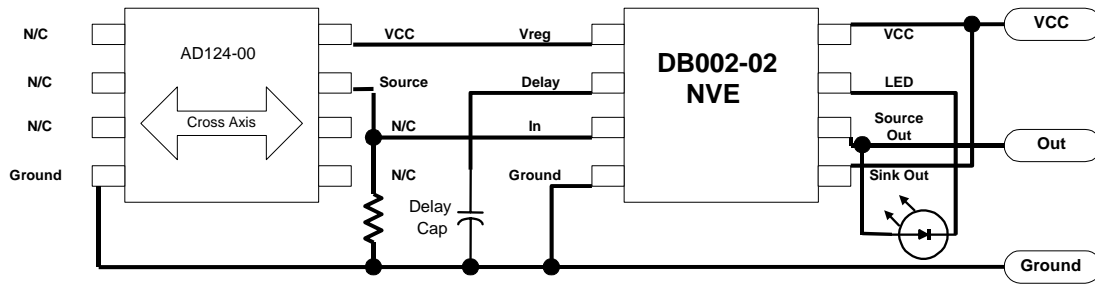 N/C
N/C
N/C
Ground
AD124-00
Cross Axis
VCC
Source
N/C
N/C
Vreg
Delay
In
Ground
Delay
Cap
DB002-02
NVE
VCC
LED
Source
Out
Sink Out
VCC
Out
Ground